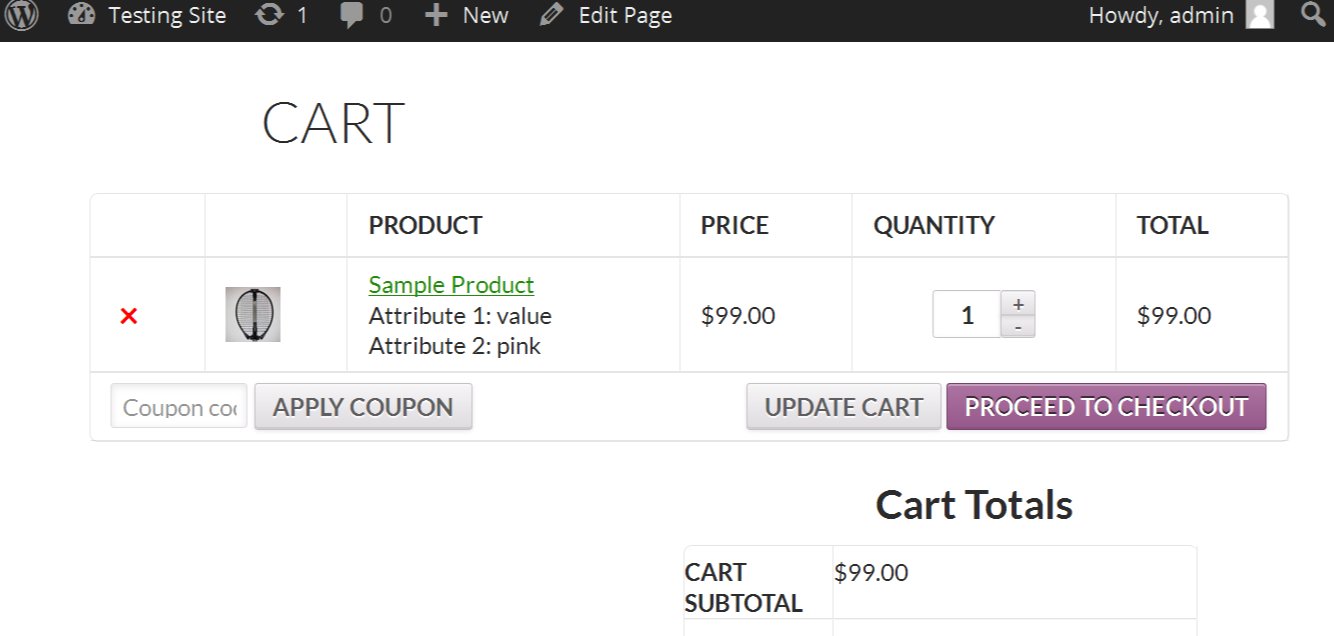 Testing Site 1 0 + New Edit Page Howdy, admin
CART
PRODUCT PRICE QUANTITY TOTAL
Sample Product
Attribute 1: value
Attribute 2: pink
× $99.00 1 + - $99.00
Coupon co APPLY COUPON UPDATE CART PROCEED TO CHECKOUT
Cart Totals
CART SUBTOTAL $99.00